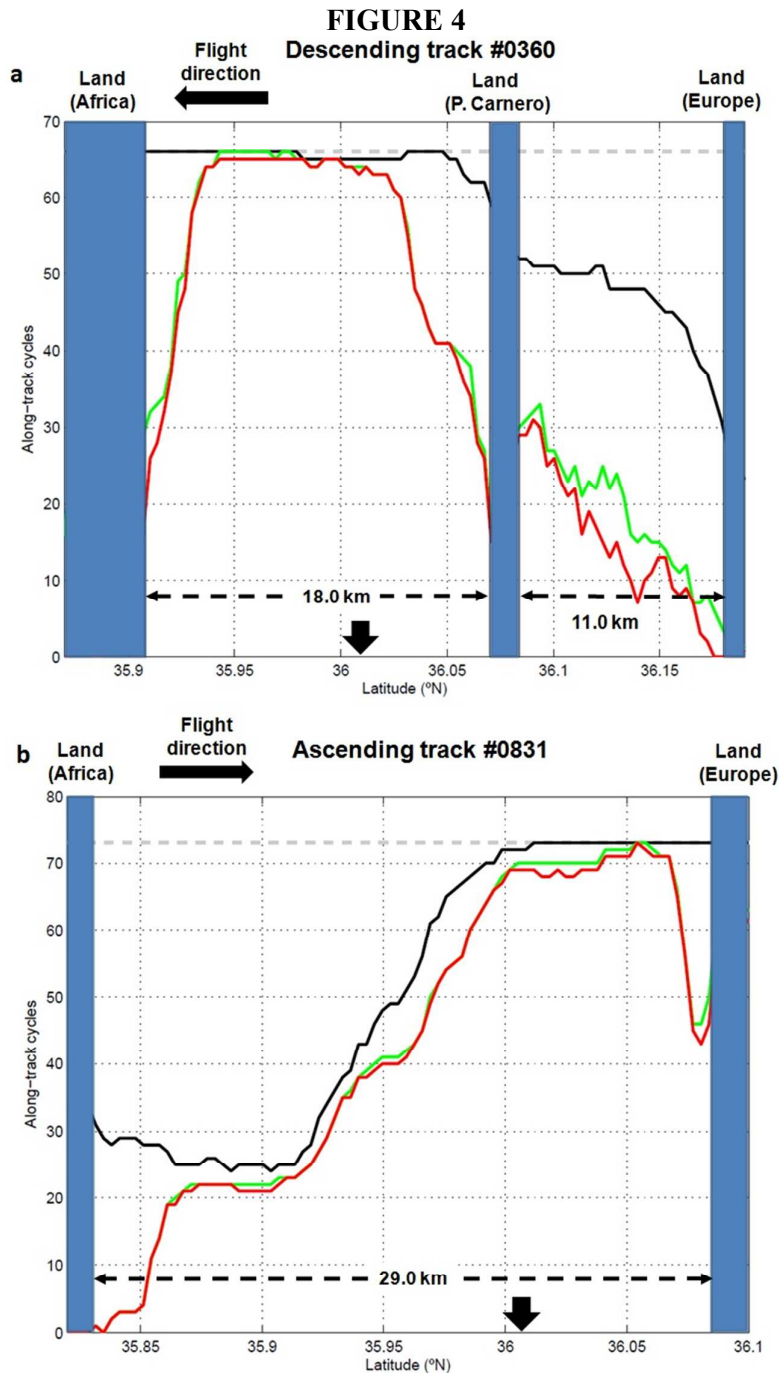 FIGURE 4
Descending track #0360
a
Flight
direction
Land
(Africa)
Land
(P. Carnero)
Land
(Europe)
70
60
50
40
30
20
10
0
Along-track cycles
18.0 km
11.0 km
35.9
35.95
36
36.05
36.1
36.15
Latitude (ºN)
b
Flight
direction
Ascending track #0831
Land
(Africa)
Land
(Europe)
80
70
60
50
40
30
20
10
0
Along-track cycles
29.0 km
35.85
35.9
35.95
36
36.05
36.1
Latitude (ºN)